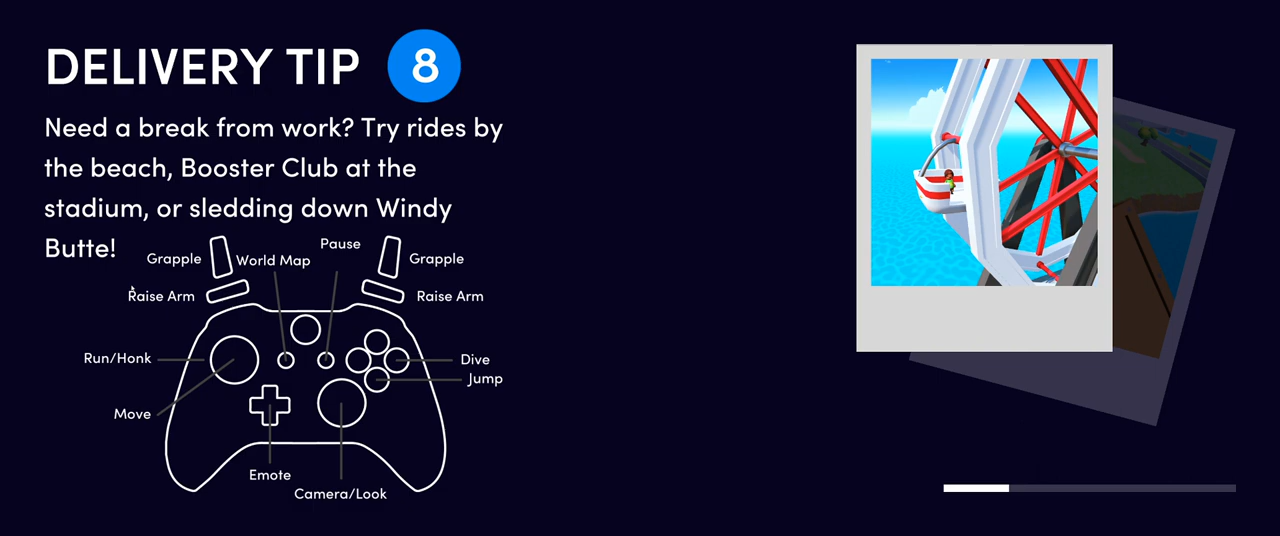 DELIVERY TIP 8
Need a break from work? Try rides by
the beach, Booster Club at the
stadium, or sledding down Windy
Butte!
Pause
Grapple
World Map
Grapple
Raise Arm
Raise Arm
Run/Honk
Dive
Jump
Move
Emote
Camera/Look